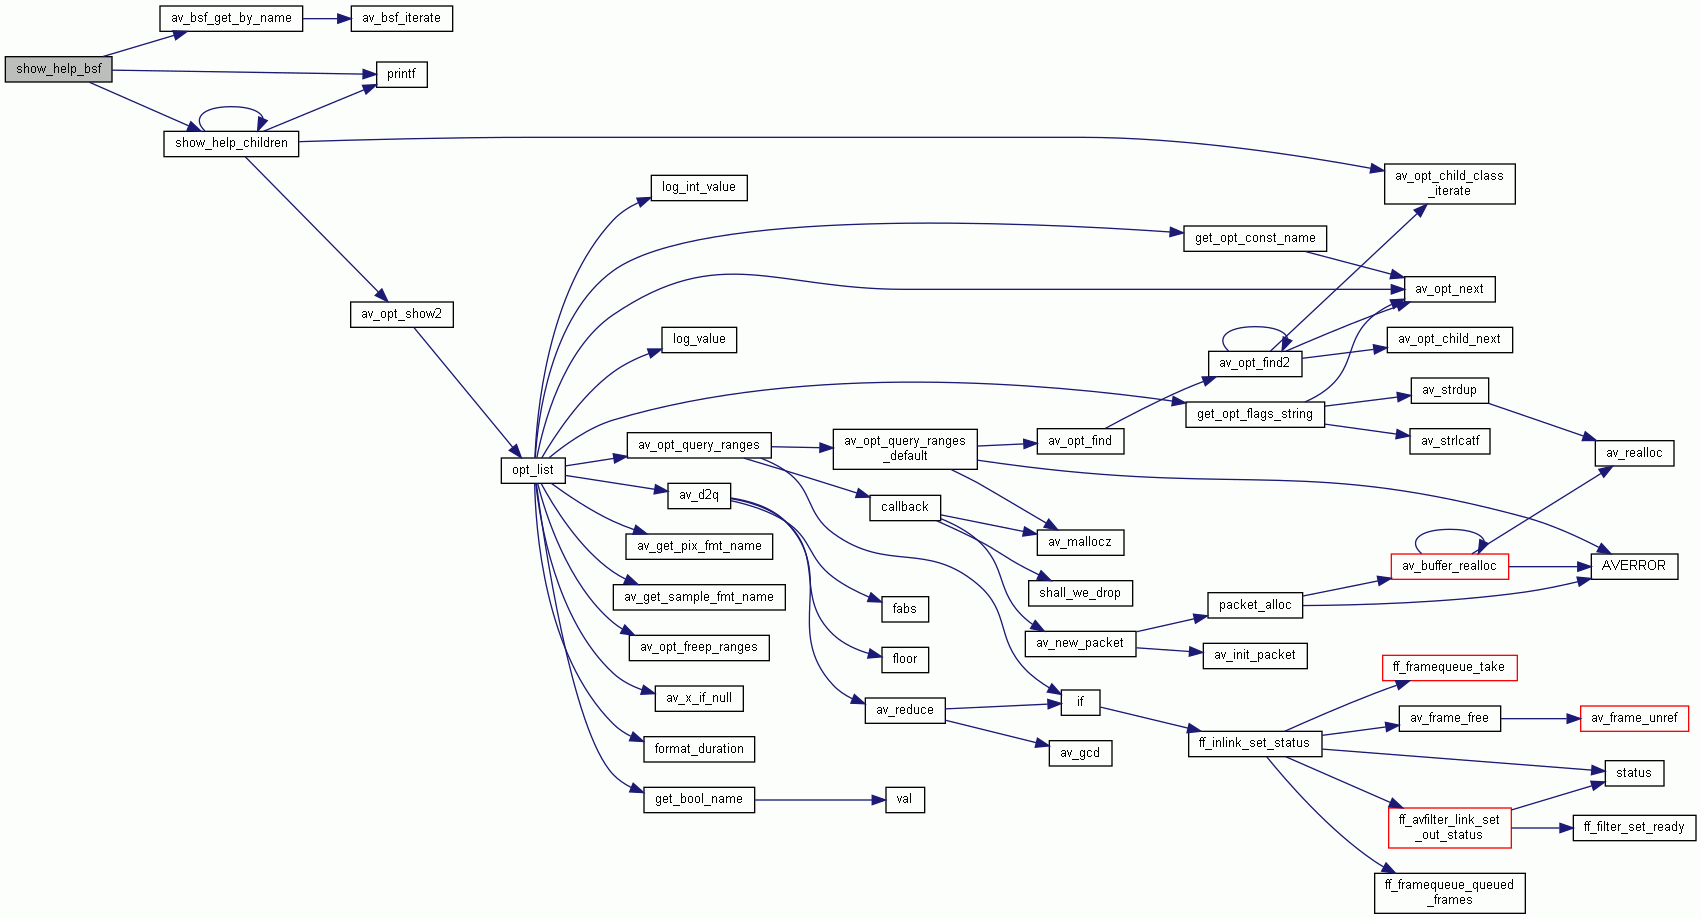 av_bsf_get_by_name
av_bsf_iterate
show_help_bsf
printf
show_help_children
av_opt_child_class
_iterate
log_int_value
get_opt_const_name
av_opt_next
av_opt_show2
log_value
av_opt_find2
av_opt_child_next
get_opt_flags_string
av_strdup
av_strlcatf
av_realloc
opt_list
av_opt_query_ranges
av_opt_query_ranges
_default
av_opt_find
av_d2q
callback
av_mallocz
av_get_pix_fmt_name
av_buffer_realloc
AVERROR
av_get_sample_fmt_name
fabs
shall_we_drop
packet_alloc
av_opt_freep_ranges
floor
av_new_packet
av_init_packet
av_x_if_null
av_reduce
if
ff_framequeue_take
av_frame_free
av_frame_unref
format_duration
av_gcd
ff_inlink_set_status
status
get_bool_name
val
ff_avfilter_link_set
_out_status
ff_filter_set_ready
ff_framequeue_queued
_frames